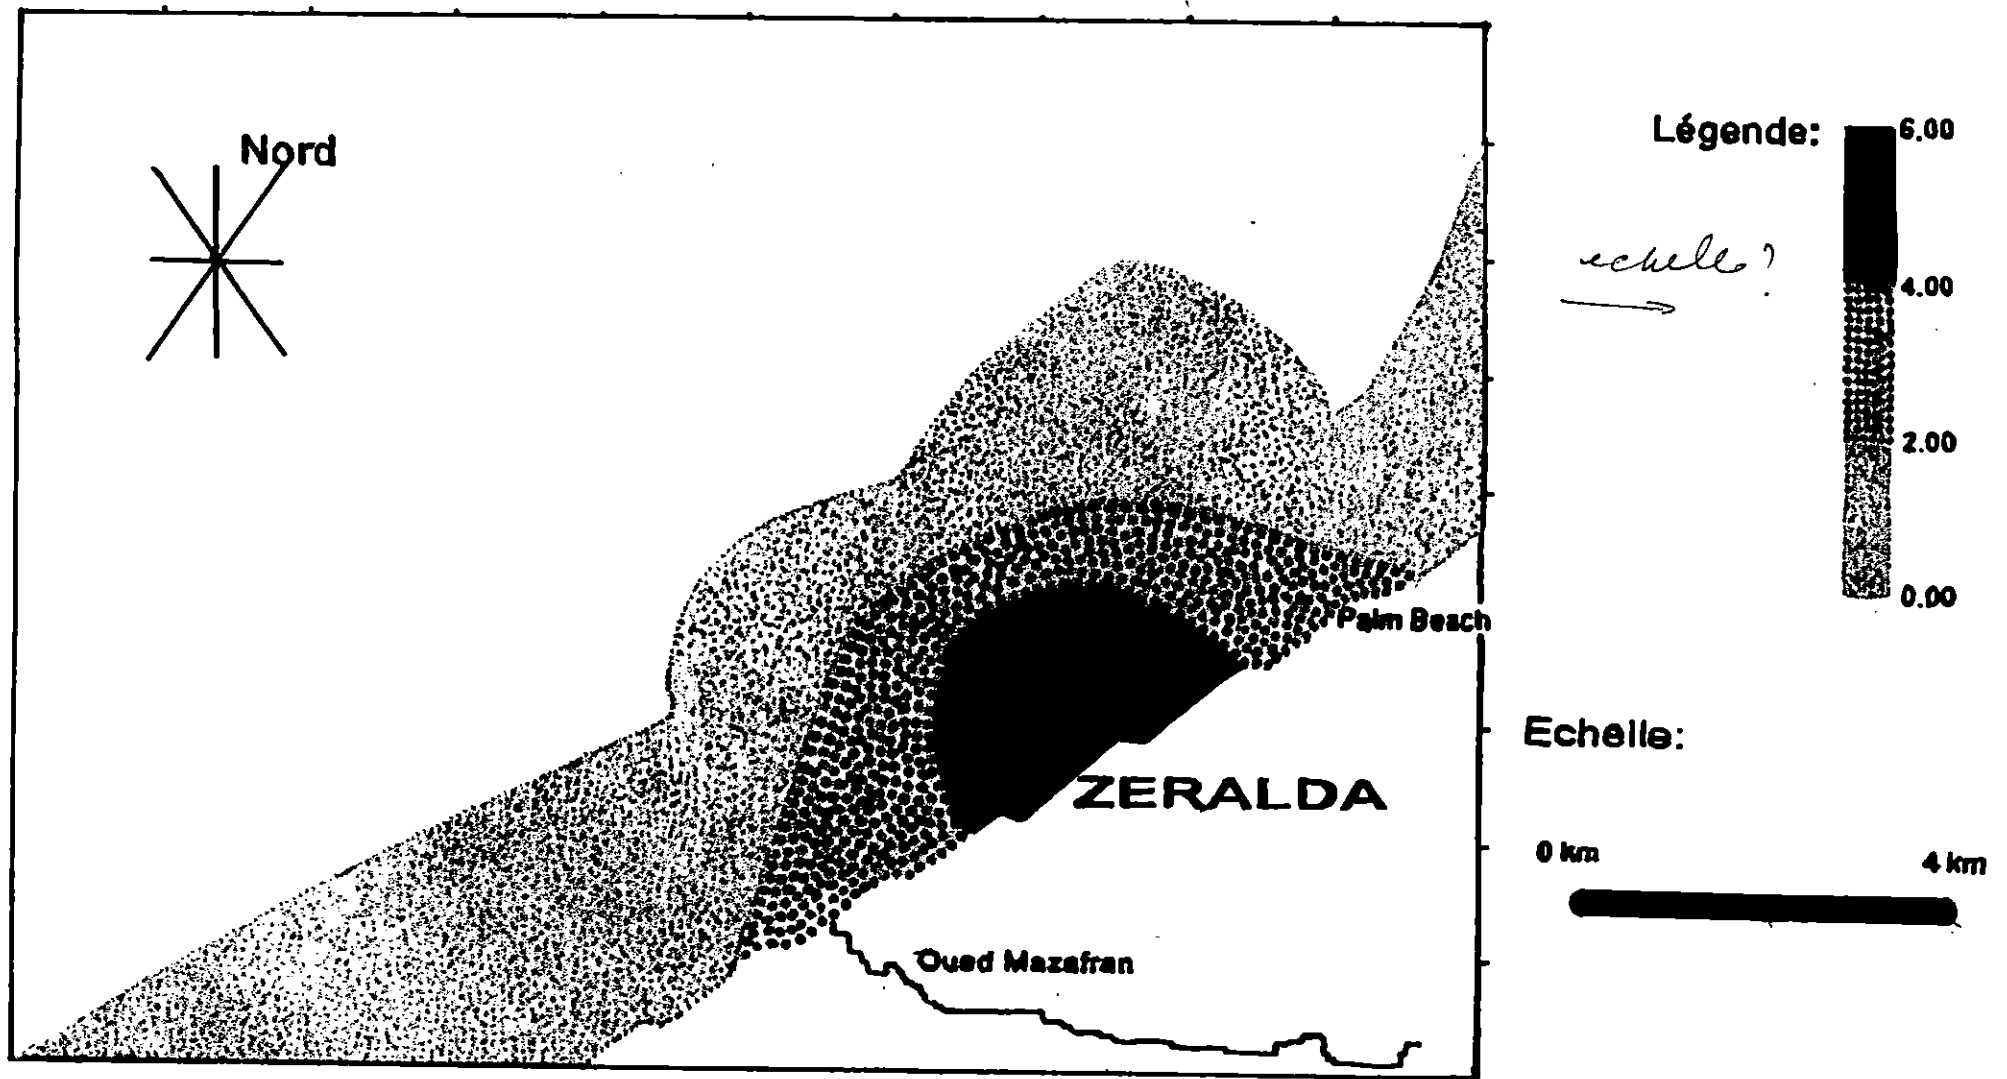 Nord
Légende:
6.00
echelle?
4.00
2.00
0.00
Palm Beach
Echelle:
ZERALDA
0 km
4 km
Oued Mazafran